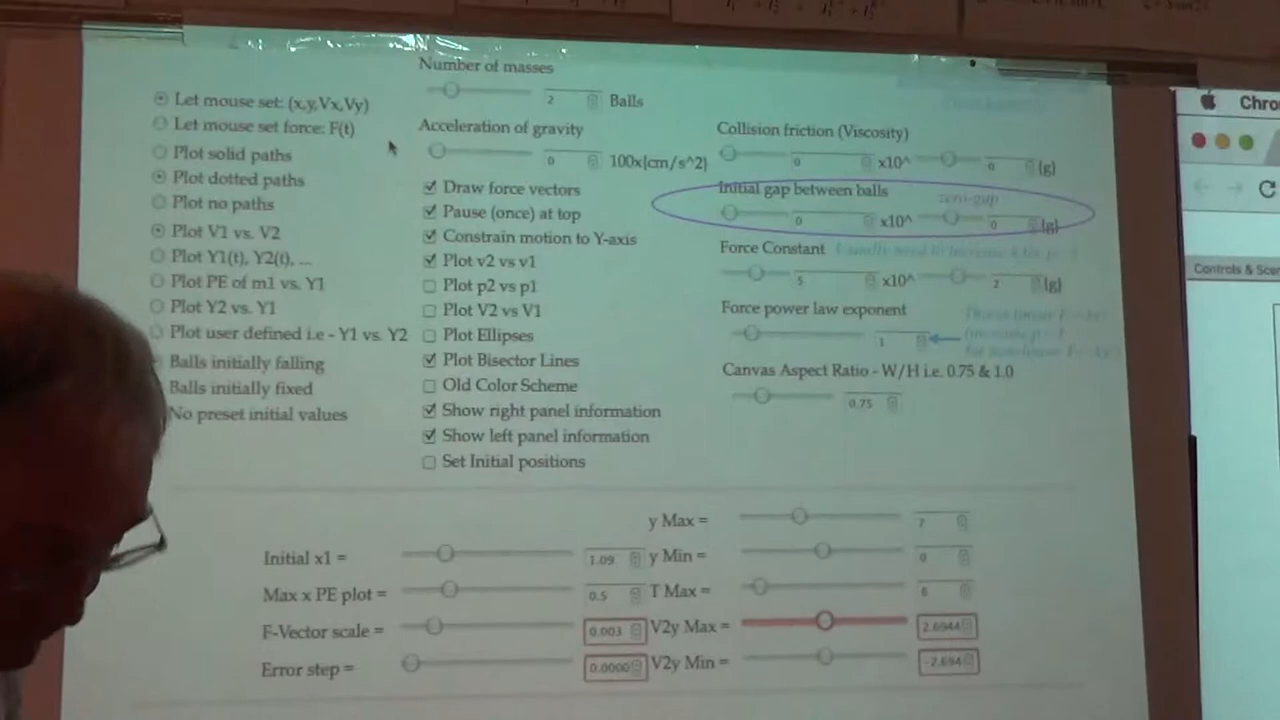 Number of masses
2 Balls
Let mouse set: (x,y,Vx,Vy)
Let mouse set force: F(t)
Plot solid paths
Plot dotted paths
Plot no paths
Plot V1 vs. V2
Plot Y1(t), Y2(t), ...
Plot PE of m1 vs. Y1
Plot Y2 vs. Y1
Plot user defined i.e - Y1 vs. Y2
Balls initially falling
Balls initially fixed
No preset initial values
Acceleration of gravity
0 100x(cm/s^2)
Draw force vectors
Pause (once) at top
Constrain motion to Y-axis
Plot v2 vs v1
Plot p2 vs p1
Plot V2 vs V1
Plot Ellipses
Plot Bisector Lines
Old Color Scheme
Show right panel information
Show left panel information
Set Initial positions
Collision friction (Viscosity)
0 x10^ 0 (g)
Initial gap between balls
zero-gap
0 x10^ 0 (g)
Force Constant
5 x10^ 2 (g)
Force power law exponent
1
Canvas Aspect Ratio - W/H i.e. 0.75 & 1.0
0.75
y Max = 7
Initial x1 = 1.09 y Min = 0
Max x PE plot = 0.5 T Max = 6
F-Vector scale = 0.003 V2y Max = 2.6944
Error step = 0.0000 V2y Min = -2.694
Chro
Controls & Scen